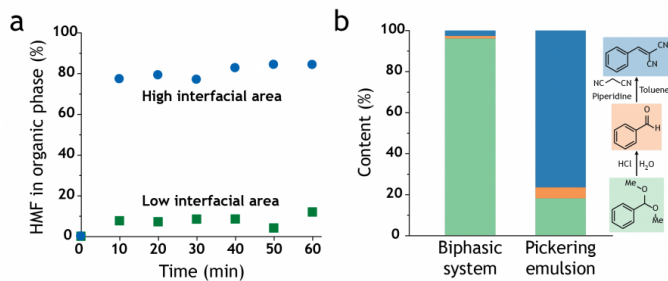 a
HMF in organic phase (%)
100
80
60
40
20
0
High interfacial area
Low interfacial area
0 10 20 30 40 50 60
Time (min)
b
Content (%)
100
80
60
40
20
0
Biphasic
system
Pickering
emulsion
CN
CN
NC CN
Toluene
Piperidine
O
H
HCl H₂O
Me
O
O
Me